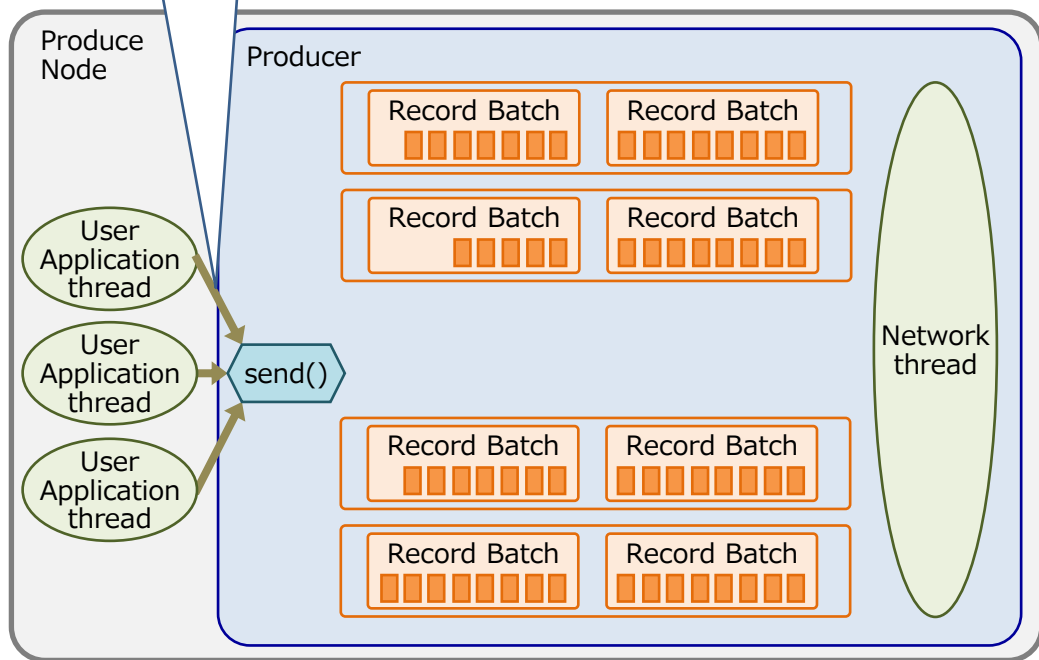 Produce
Node
Producer
Record Batch
Record Batch
Record Batch
Record Batch
User
Application
thread
User
Application
thread
User
Application
thread
send()
Network
thread
Record Batch
Record Batch
Record Batch
Record Batch